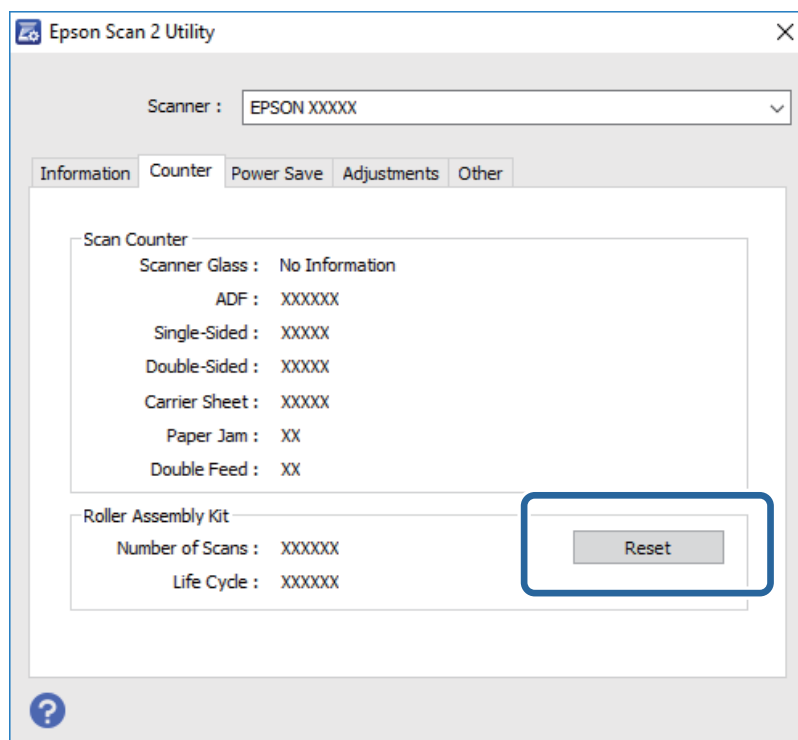 Epson Scan 2 Utility
Scanner : EPSON XXXXX
Information Counter Power Save Adjustments Other
Scan Counter
Scanner Glass : No Information
ADF : XXXXXX
Single-Sided : XXXXX
Double-Sided : XXXXX
Carrier Sheet : XXXXX
Paper Jam : XX
Double Feed : XX
Roller Assembly Kit
Number of Scans : XXXXXX Reset
Life Cycle : XXXXXX
?